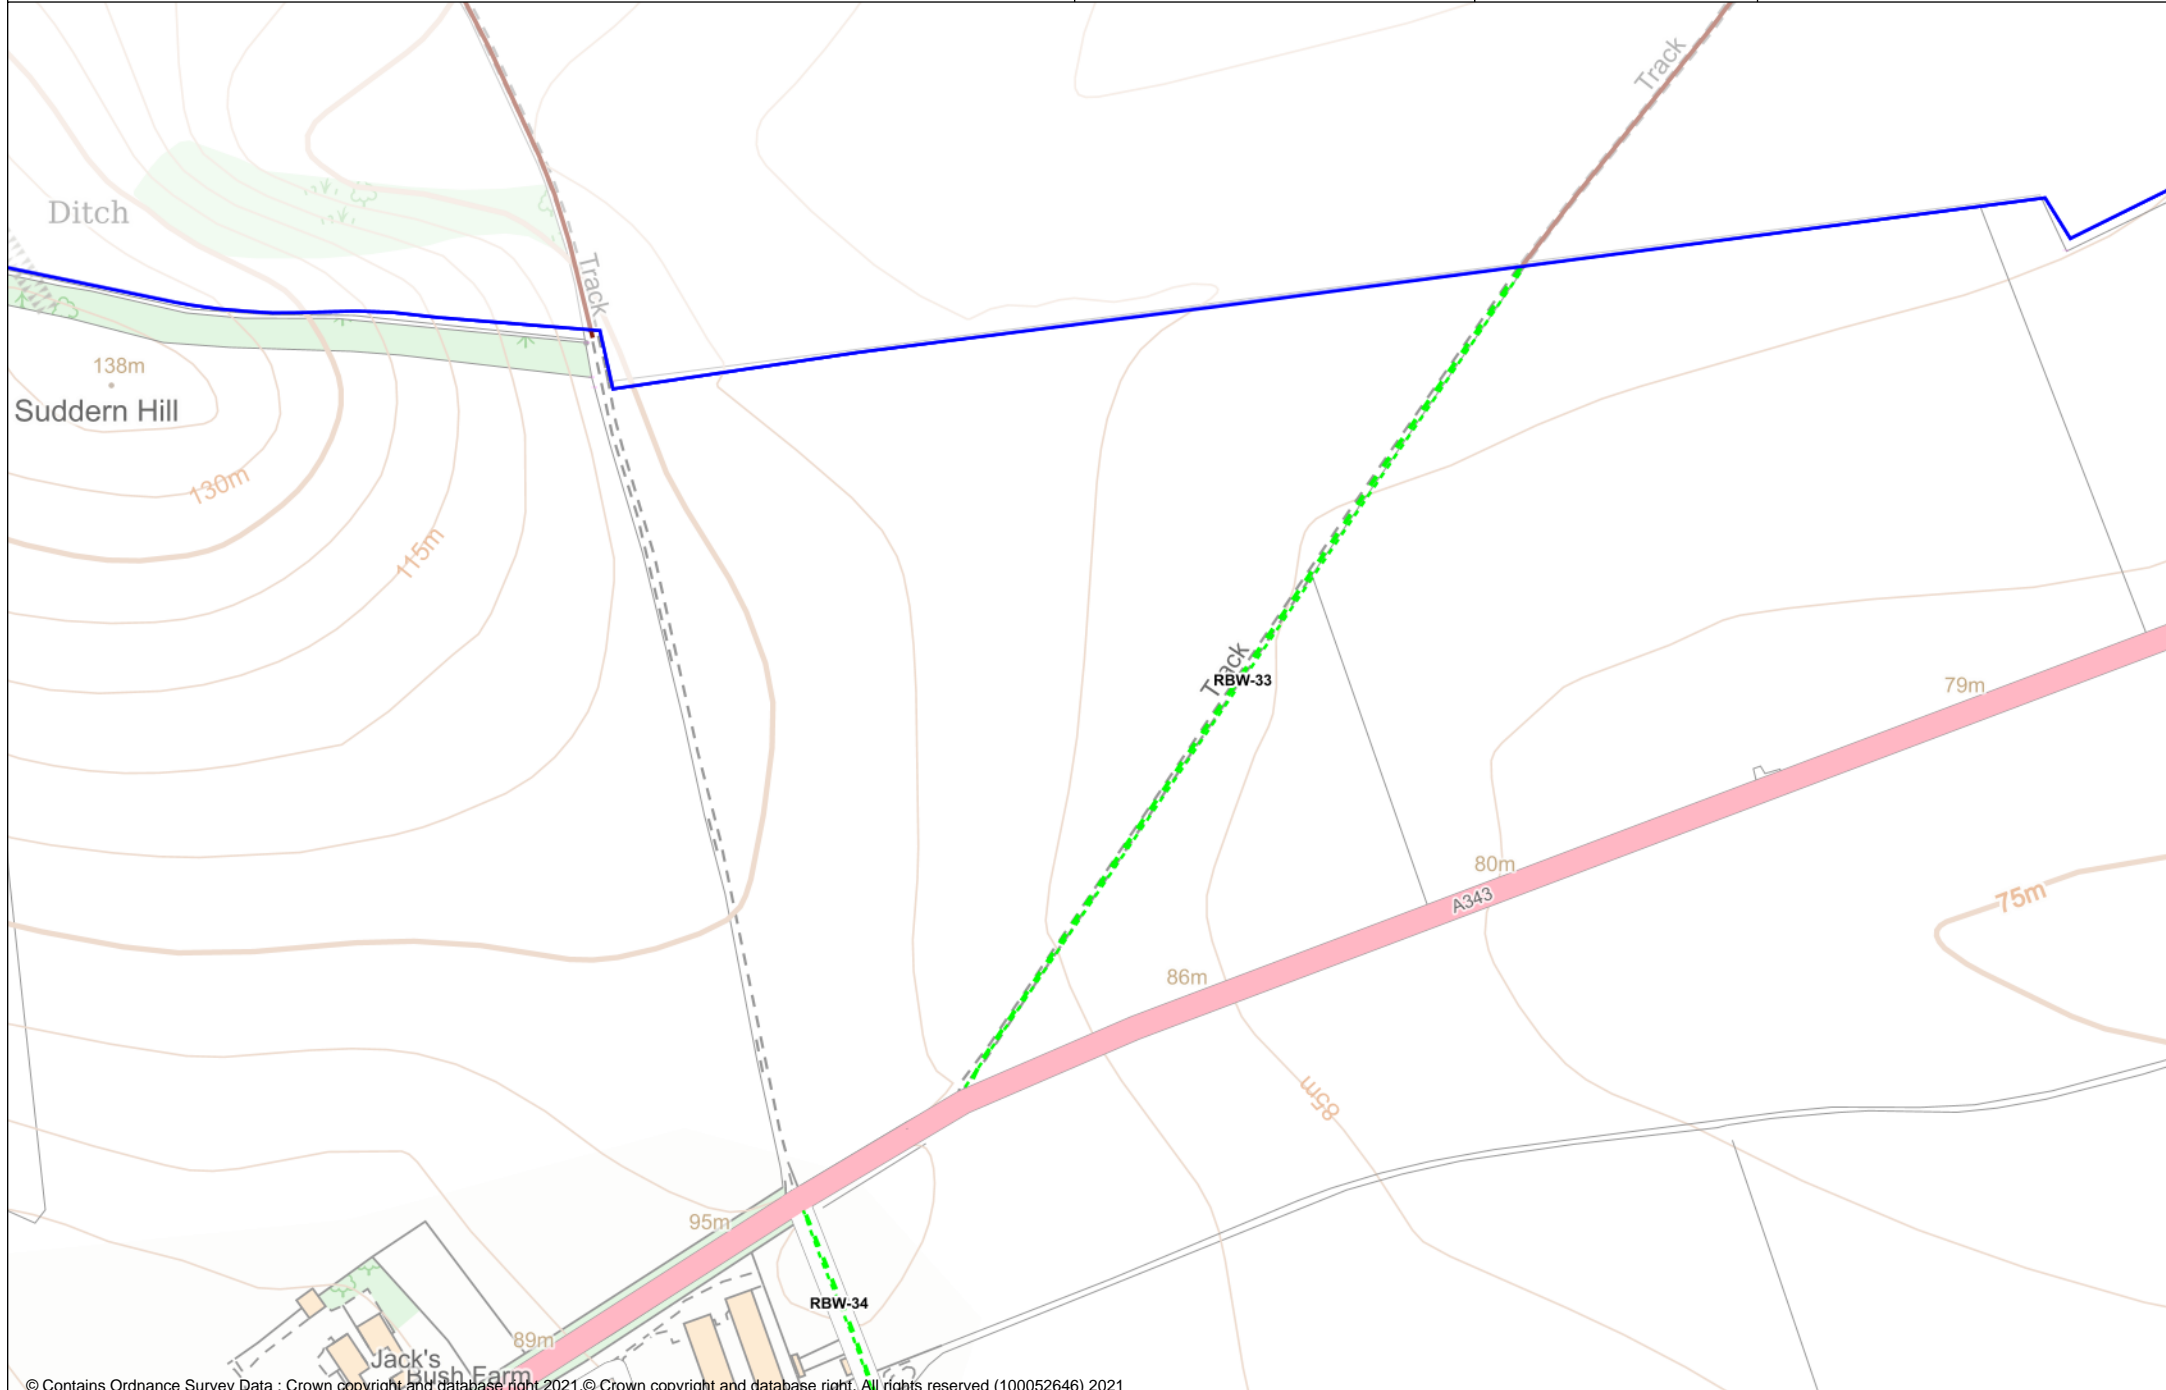 Track
Ditch
Track
138m
Suddern Hill
130m
115m
Track
RBW-33
79m
80m
A343
75m
86m
85m
95m
RBW-34
89m
Jack's
Bush Farm
© Contains Ordnance Survey Data : Crown copyright and database right 2021.© Crown copyright and database right. All rights reserved (100052646) 2021